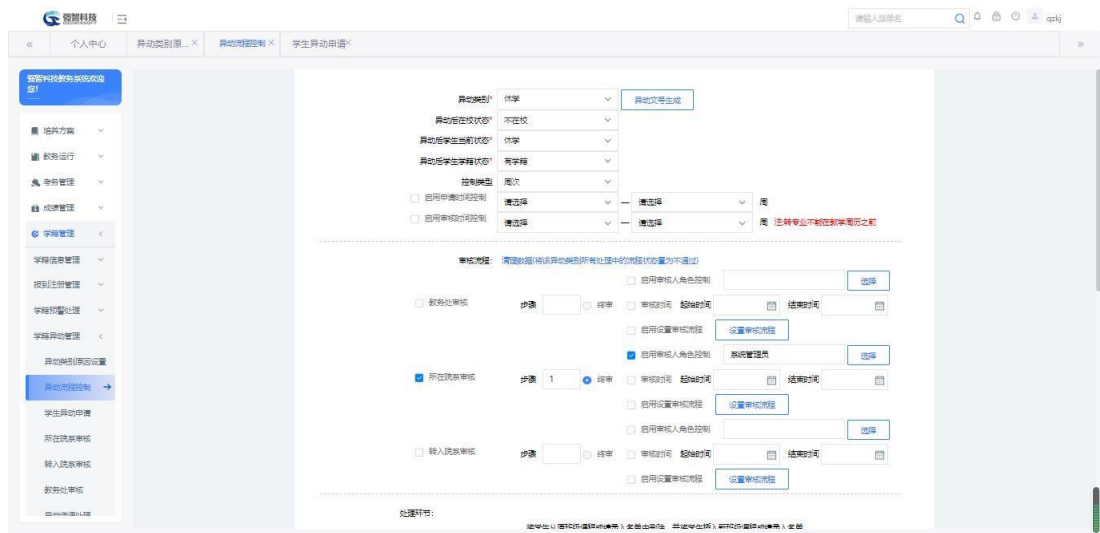 强智科技
请输入菜单名
qzkj
个人中心
异动类别原...
异动流程控制
学生异动申请
强智科技教务系统欢迎
您!
培养方案
教务运行
考务管理
成绩管理
学籍管理
学籍信息管理
报到注册管理
学籍预警处理
学籍异动管理
异动类别原因设置
异动流程控制
学生异动申请
所在院系审核
转入院系审核
教务处审核
异动类别* 休学 异动文号生成
异动后在校状态* 不在校
异动后学生当前状态* 休学
异动后学生学籍状态* 有学籍
控制类型 周次
启用申请时间控制 请选择 — 请选择 周
启用审核时间控制 请选择 — 请选择 周 注:转专业不能在教学周历之前
审核流程: 清理数据(将该异动类别所有处理中的流程状态置为不通过)
启用审核人角色控制 选择
教务处审核 步骤 终审 审核时间 起始时间 结束时间
启用设置审核流程 设置审核流程
启用审核人角色控制 系统管理员 选择
所在院系审核 步骤 1 终审 审核时间 起始时间 结束时间
启用设置审核流程 设置审核流程
启用审核人角色控制 选择
转入院系审核 步骤 终审 审核时间 起始时间 结束时间
启用设置审核流程 设置审核流程
处理环节: